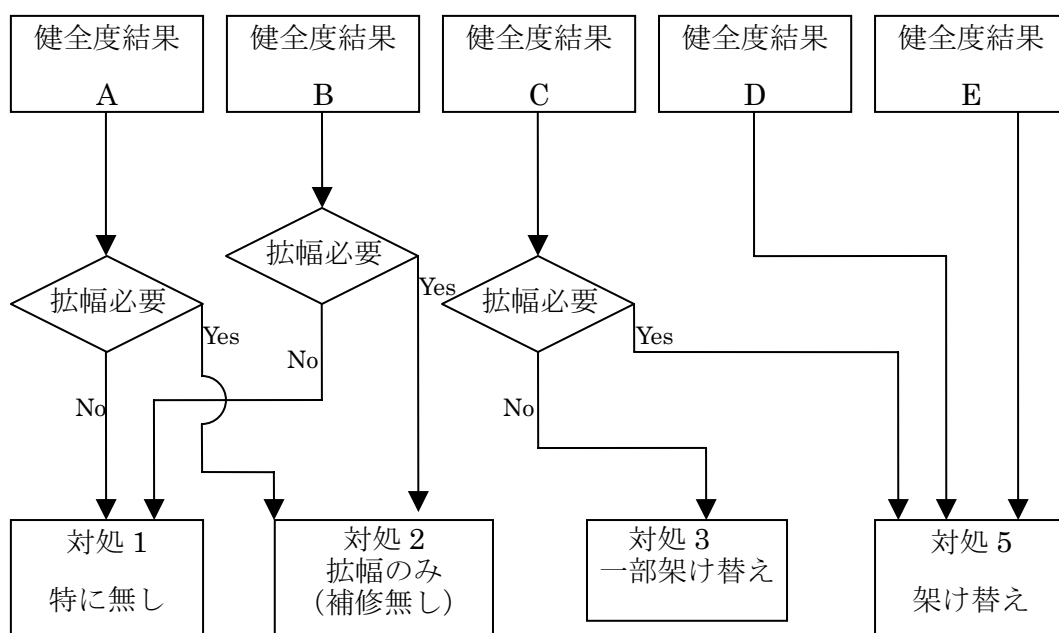 健全度結果
A
健全度結果
B
健全度結果
C
健全度結果
D
健全度結果
E
拡幅必要
拡幅必要
拡幅必要
Yes
Yes
Yes
No
No
No
対処 1
特に無し
対処 2
拡幅のみ
（補修無し）
対処 3
一部架け替え
対処 5
架け替え